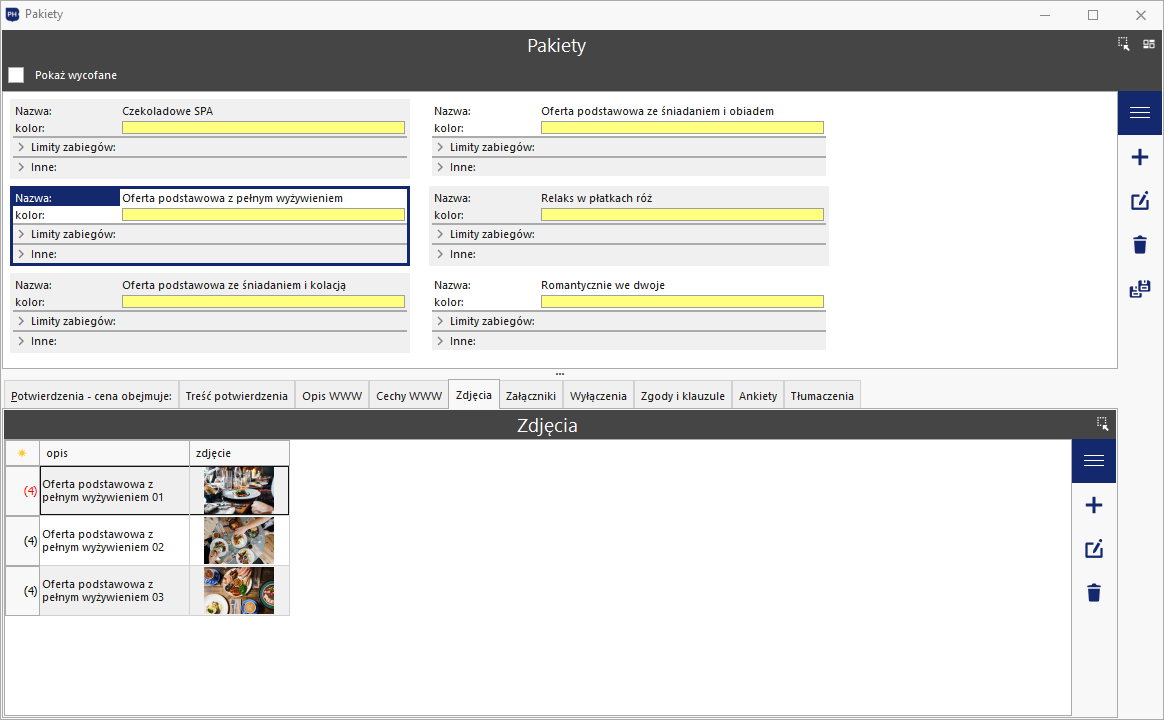 PH
Pakiety
Pakiety
Pokaż wycofane
Nazwa: Czekoladowe SPA
kolor:
Limity zabiegów:
Inne:
Nazwa: Oferta podstawowa ze śniadaniem i obiadem
kolor:
Limity zabiegów:
Inne:
Nazwa: Oferta podstawowa z pełnym wyżywieniem
kolor:
Limity zabiegów:
Inne:
Nazwa: Relaks w płatkach róż
kolor:
Limity zabiegów:
Inne:
Nazwa: Oferta podstawowa ze śniadaniem i kolacją
kolor:
Limity zabiegów:
Inne:
Nazwa: Romantycznie we dwoje
kolor:
Limity zabiegów:
Inne:
Potwierdzenia - cena obejmuje: Treść potwierdzenia Opis WWW Cechy WWW Zdjęcia Załączniki Wyłączenia Zgody i klauzule Ankiety Tłumaczenia
Zdjęcia
opis zdjęcie
(4) Oferta podstawowa z
pełnym wyżywieniem 01
(4) Oferta podstawowa z
pełnym wyżywieniem 02
(4) Oferta podstawowa z
pełnym wyżywieniem 03